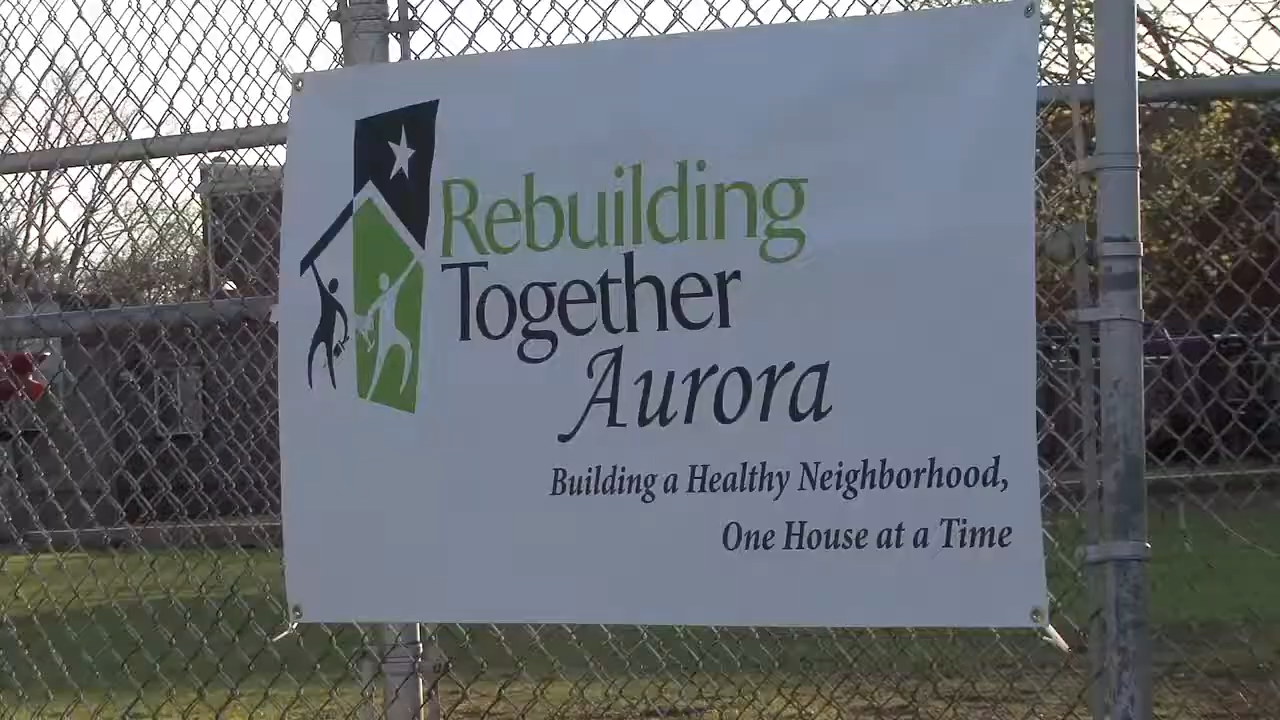 Rebuilding
Together
Aurora
Building a Healthy Neighborhood,
One House at a Time